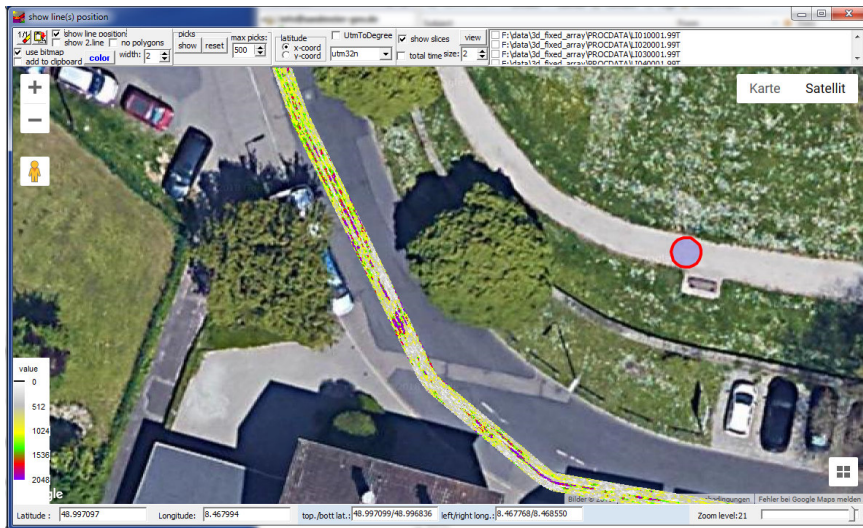 show line(s) position
show line position
show 2.line
no polygons
use bitmap
add to clipboard
color
width:
2
picks
show
reset
max picks:
500
latitude
x-coord
y-coord
UtmToDegree
utm32n
show slices
view
total time
size:
2
F:\data\3d_fixed_array\PROCDATA\LI010001.99T
F:\data\3d_fixed_array\PROCDATA\LI020001.99T
F:\data\3d_fixed_array\PROCDATA\LI030001.99T
Karte
Satellit
value
0
512
1024
1536
2048
Fehler bei Google Maps melden
Latitude :
48.997097
Longitude:
8.467994
top./bott lat.:
48.997099/48.996836
left/right long.:
8.467768/8.468550
Zoom level:21